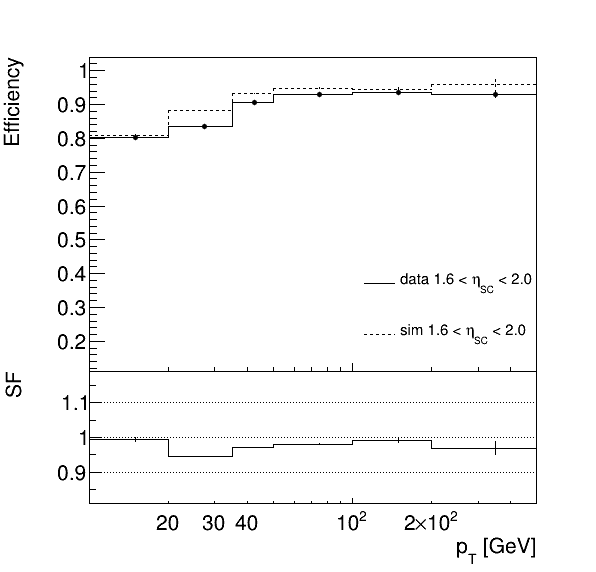 Efficiency
1
0.9
0.8
0.7
0.6
0.5
0.4
0.3
0.2
data 1.6 < η_SC < 2.0
sim 1.6 < η_SC < 2.0
SF
1.1
1
0.9
20 30 40 10² 2×10²
p_T [GeV]